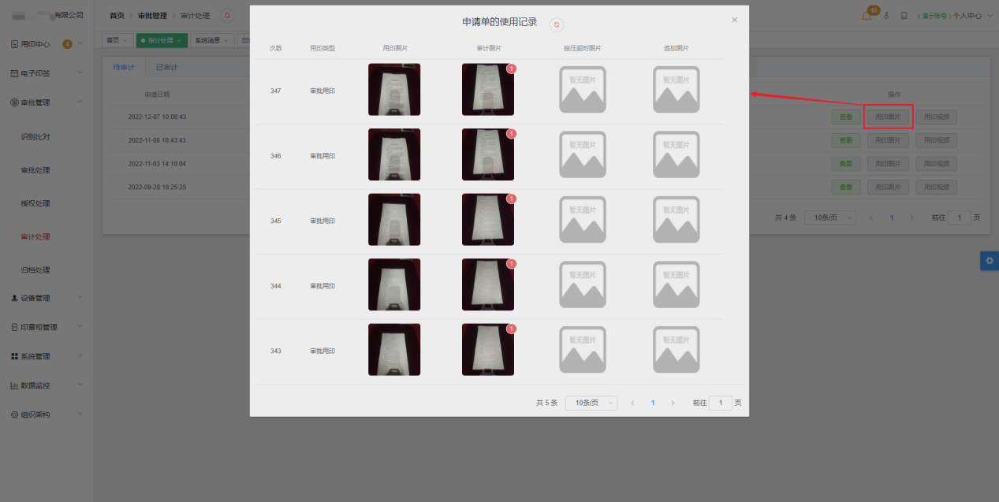 有限公司
首页 审批管理 审计处理
46
(演示账号) 个人中心
首页 × 审计处理 × 系统消息 ×
用印中心 4
电子印签
审批管理
识别比对
审批处理
授权处理
审计处理
归档处理
设备管理
印章柜管理
系统管理
数据监控
组织架构
待审计 已审计
申请日期 操作
2022-12-07 10:08:43 查看 用印图片 用印视频
2022-11-08 10:43:43 查看 用印图片 用印视频
2022-11-03 14:10:04 查看 用印图片 用印视频
2022-09-28 16:25:25 查看 用印图片 用印视频
共 4 条 10条/页 1 前往 1 页
申请单的使用记录
次数 用印类型 用印图片 审计图片 按压超时图片 追加图片
347 审批用印 1 暂无图片 暂无图片
346 审批用印 1 暂无图片 暂无图片
345 审批用印 1 暂无图片 暂无图片
344 审批用印 1 暂无图片 暂无图片
343 审批用印 1 暂无图片 暂无图片
共 5 条 10条/页 1 前往 1 页